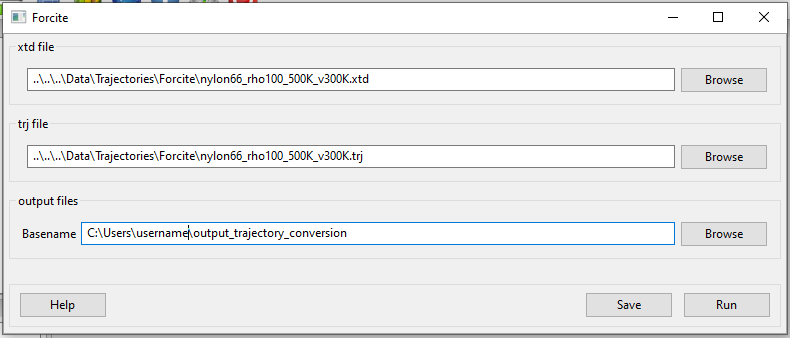 Forcite
xtd file
..\..\..\Data\Trajectories\Forcite\nylon66_rho100_500K_v300K.xtd
Browse
trj file
..\..\..\Data\Trajectories\Forcite\nylon66_rho100_500K_v300K.trj
Browse
output files
Basename C:\Users\username\output_trajectory_conversion
Browse
Help Save Run